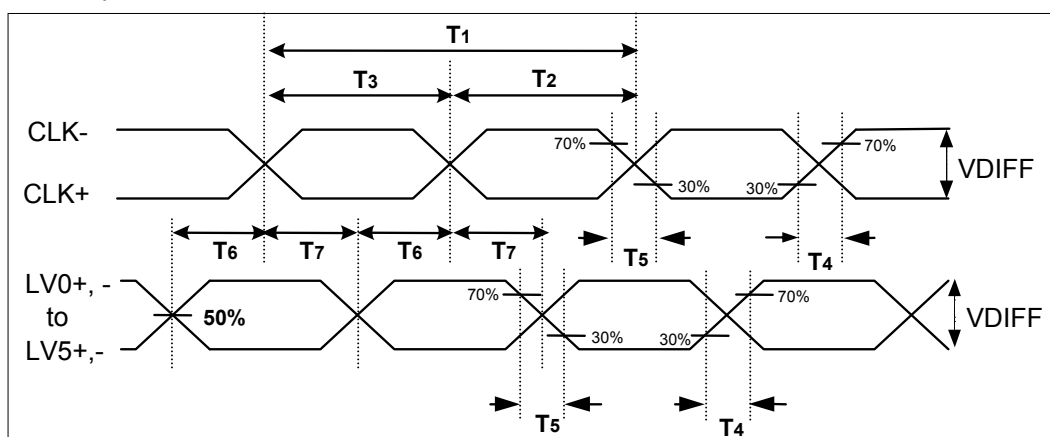 T1
T3 T2
CLK-
70% 70%
VDIFF
CLK+
30% 30%
T6 T7 T6 T7 T5 T4
LV0+, -
70% 70%
to 50% VDIFF
LV5+,-
30% 30%
T5 T4